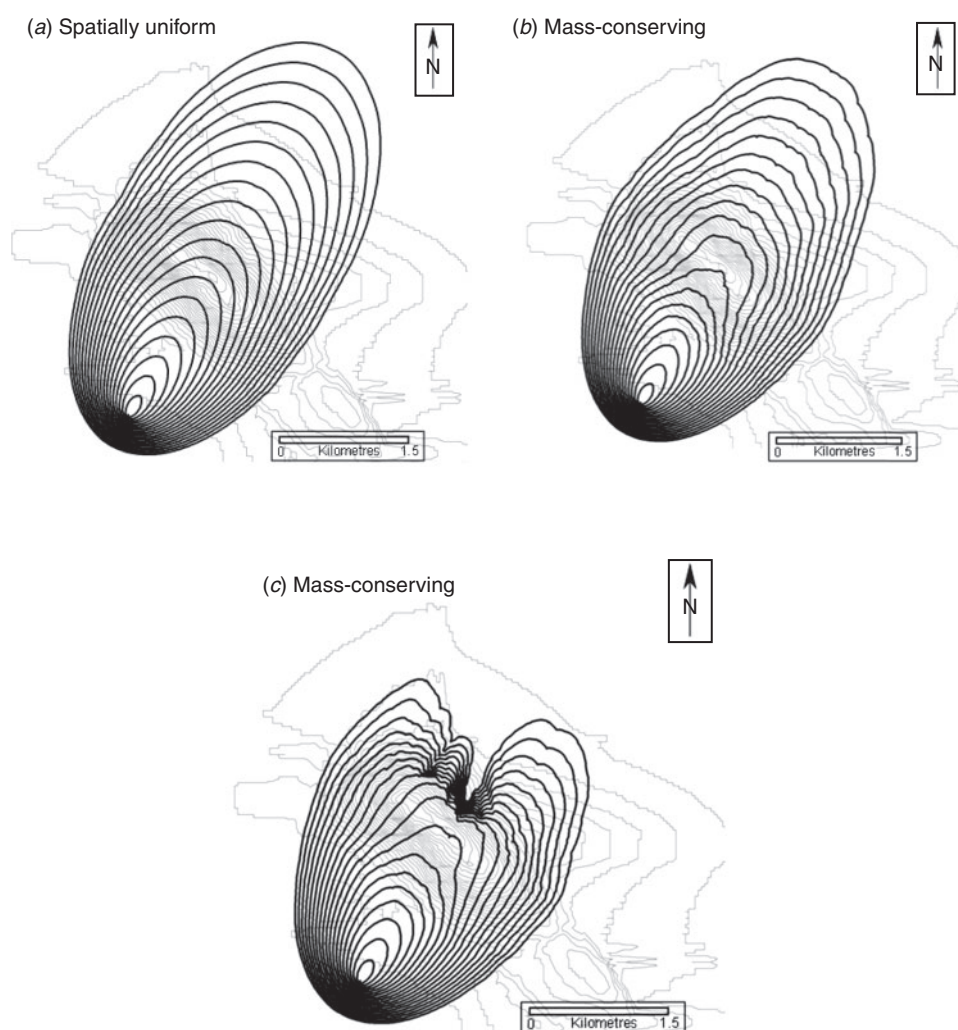 (a) Spatially uniform
N
(b) Mass-conserving
N
0 Kilometres 1.5
0 Kilometres 1.5
(c) Mass-conserving
N
0 Kilometres 1.5